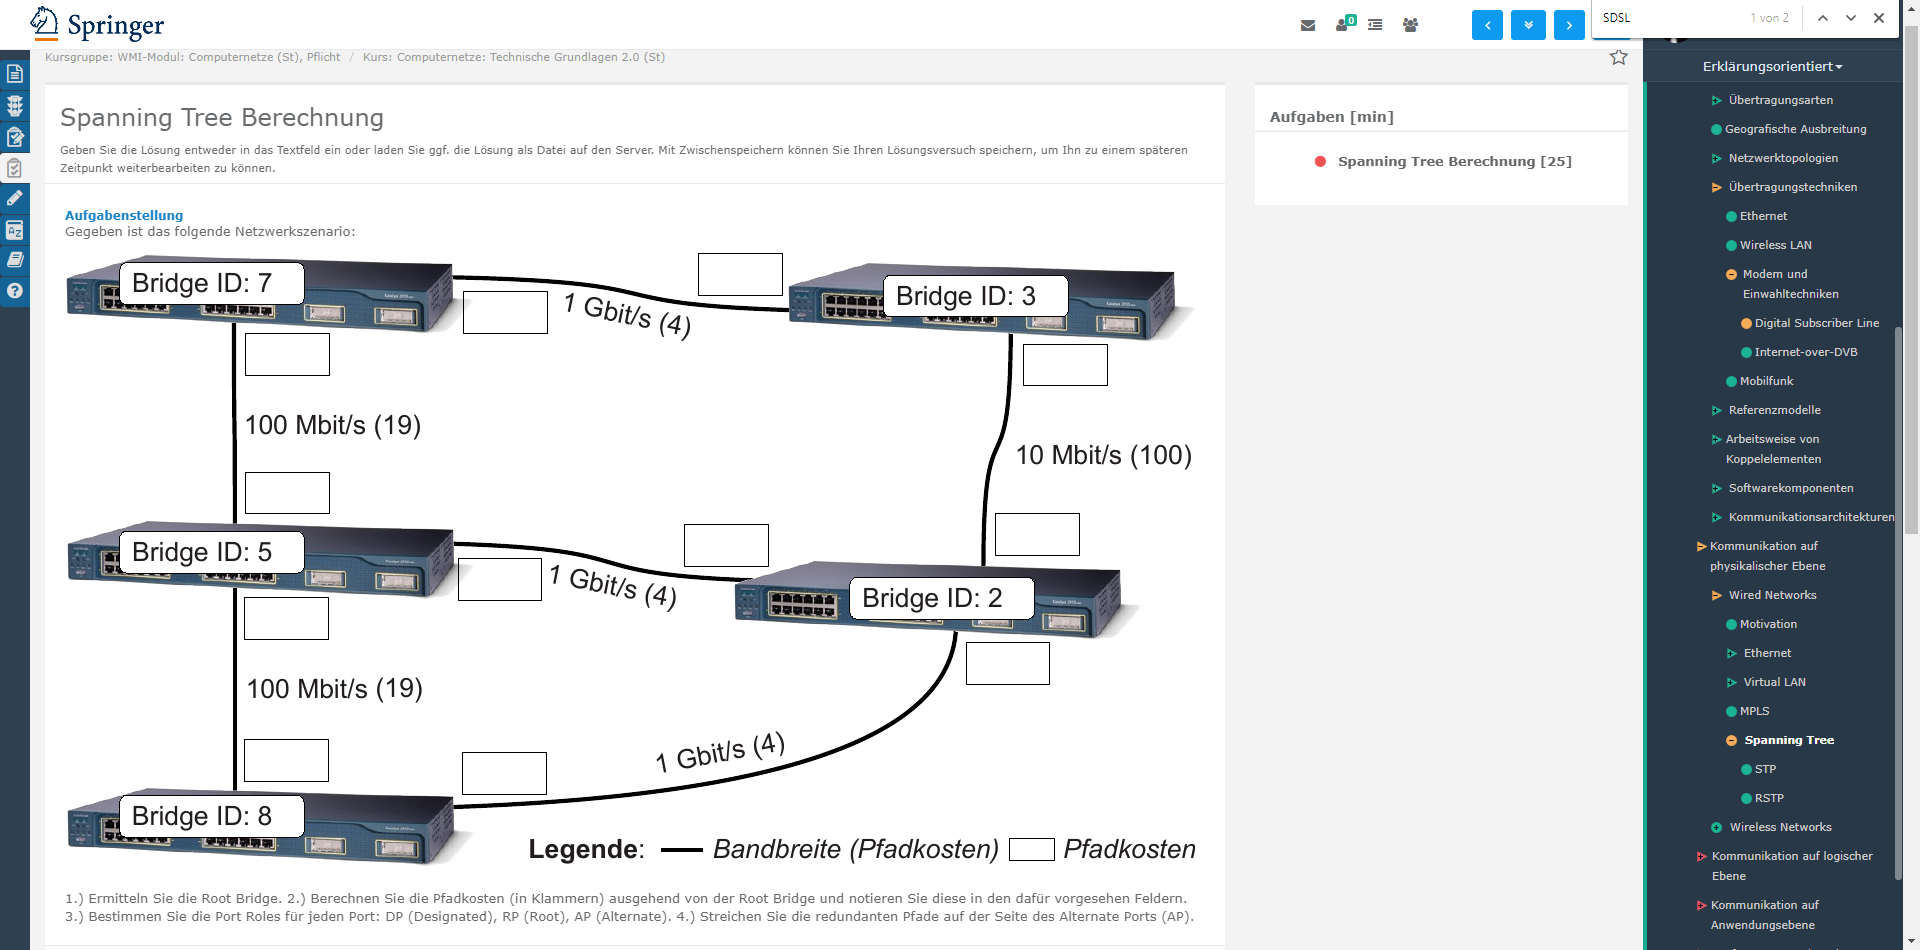 Springer
0
SDSL
1 von 2
Kursgruppe: WMI-Modul: Computernetze (St), Pflicht / Kurs: Computernetze: Technische Grundlagen 2.0 (St)
Spanning Tree Berechnung
Geben Sie die Lösung entweder in das Textfeld ein oder laden Sie ggf. die Lösung als Datei auf den Server. Mit Zwischenspeichern können Sie Ihren Lösungsversuch speichern, um Ihn zu einem späteren
Zeitpunkt weiterbearbeiten zu können.
Aufgabenstellung
Gegeben ist das folgende Netzwerkszenario:
Bridge ID: 7
1 Gbit/s (4)
Bridge ID: 3
100 Mbit/s (19)
10 Mbit/s (100)
Bridge ID: 5
1 Gbit/s (4)
Bridge ID: 2
100 Mbit/s (19)
1 Gbit/s (4)
Bridge ID: 8
Legende: Bandbreite (Pfadkosten) Pfadkosten
1.) Ermitteln Sie die Root Bridge. 2.) Berechnen Sie die Pfadkosten (in Klammern) ausgehend von der Root Bridge und notieren Sie diese in den dafür vorgesehen Feldern.
3.) Bestimmen Sie die Port Roles für jeden Port: DP (Designated), RP (Root), AP (Alternate). 4.) Streichen Sie die redundanten Pfade auf der Seite des Alternate Ports (AP).
Aufgaben [min]
Spanning Tree Berechnung [25]
Erklärungsorientiert
Übertragungsarten
Geografische Ausbreitung
Netzwerktopologien
Übertragungstechniken
Ethernet
Wireless LAN
Modem und
Einwahltechniken
Digital Subscriber Line
Internet-over-DVB
Mobilfunk
Referenzmodelle
Arbeitsweise von
Koppelelementen
Softwarekomponenten
Kommunikationsarchitekturen
Kommunikation auf
physikalischer Ebene
Wired Networks
Motivation
Ethernet
Virtual LAN
MPLS
Spanning Tree
STP
RSTP
Wireless Networks
Kommunikation auf logischer
Ebene
Kommunikation auf
Anwendungsebene